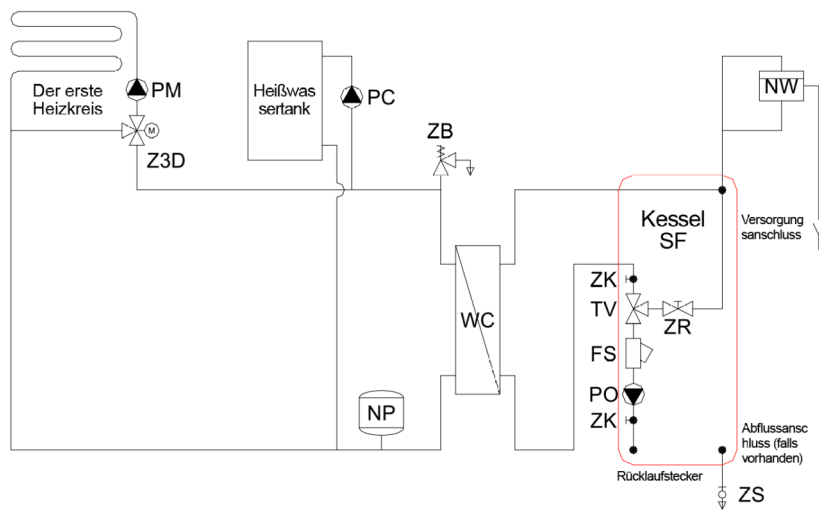 Der erste
Heizkreis
PM
M
Z3D
Heißwas
sertank
PC
ZB
NW
Kessel
SF
Versorgung
sanschluss
ZK
TV
ZR
WC
FS
PO
NP
ZK
Abflussansc
hluss (falls
vorhanden)
Rücklaufstecker
ZS